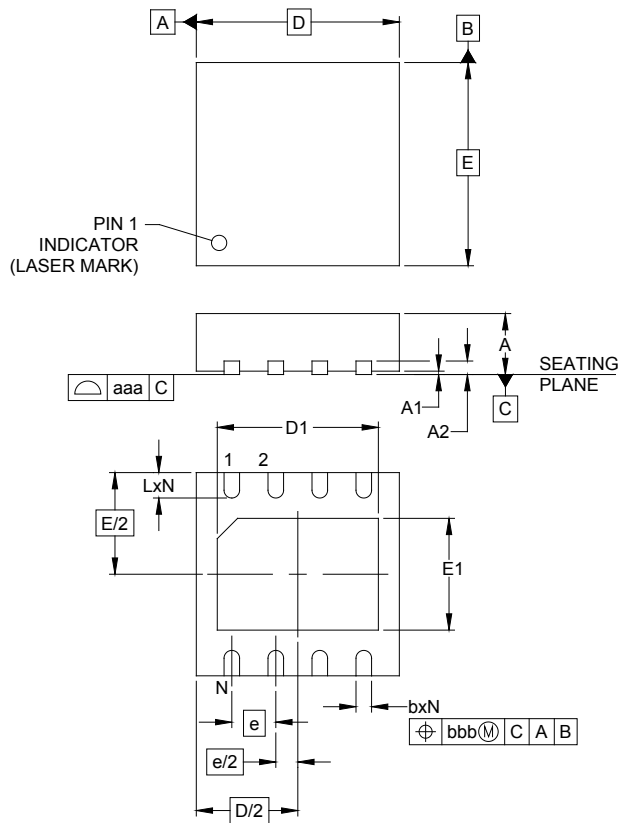 A
D
B
E
PIN 1
INDICATOR
(LASER MARK)
A
SEATING
PLANE
aaa C
A1
C
A2
D1
1 2
LxN
E/2
E1
N
bxN
e
bbb Ⓜ C A B
e/2
D/2